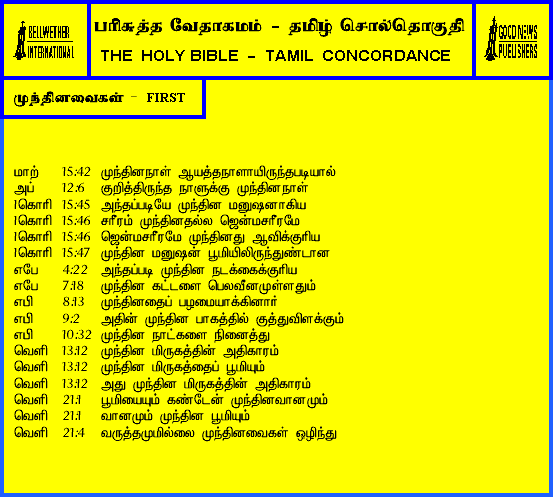 BELLWETHER
INTERNATIONAL
பரிசுத்த வேதாகமம் - தமிழ் சொல்தொகுதி
THE HOLY BIBLE - TAMIL CONCORDANCE
GOOD NEWS
PUBLISHERS
முந்தினவைகள் - FIRST
மாற் 15:42 முந்தினநாள் ஆயத்தநாளாயிருந்தபடியால்
அப் 12:6 குறித்திருந்த நாளுக்கு முந்தினநாள்
1கொரி 15:45 அந்தப்படியே முந்தின மனுஷனாகிய
1கொரி 15:46 சரீரம் முந்தினதல்ல ஜென்மசரீரமே
1கொரி 15:46 ஜென்மசரீரமே முந்தினது ஆவிக்குரிய
1கொரி 15:47 முந்தின மனுஷன் பூமியிலிருந்துண்டான
எபே 4:22 அந்தப்படி முந்தின நடக்கைக்குரிய
எபே 7:18 முந்தின கட்டளை பெலவீனமுள்ளதும்
எபி 8:13 முந்தினதைப் பழமையாக்கினார்
எபி 9:2 அதின் முந்தின பாகத்தில் குத்துவிளக்கும்
எபி 10:32 முந்தின நாட்களை நினைத்து
வெளி 13:12 முந்தின மிருகத்தின் அதிகாரம்
வெளி 13:12 முந்தின மிருகத்தைப் பூமியும்
வெளி 13:12 அது முந்தின மிருகத்தின் அதிகாரம்
வெளி 21:1 பூமியையும் கண்டேன் முந்தினவானமும்
வெளி 21:1 வானமும் முந்தின பூமியும்
வெளி 21:4 வருத்தமுமில்லை முந்தினவைகள் ஒழிந்து